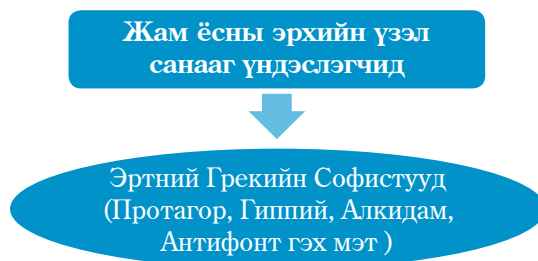 Жам ёсны эрхийн үзэл
санааг үндэслэгчид
Эртний Грекийн Софистууд
(Протагор, Гиппий, Алкидам,
Антифонт гэх мэт )